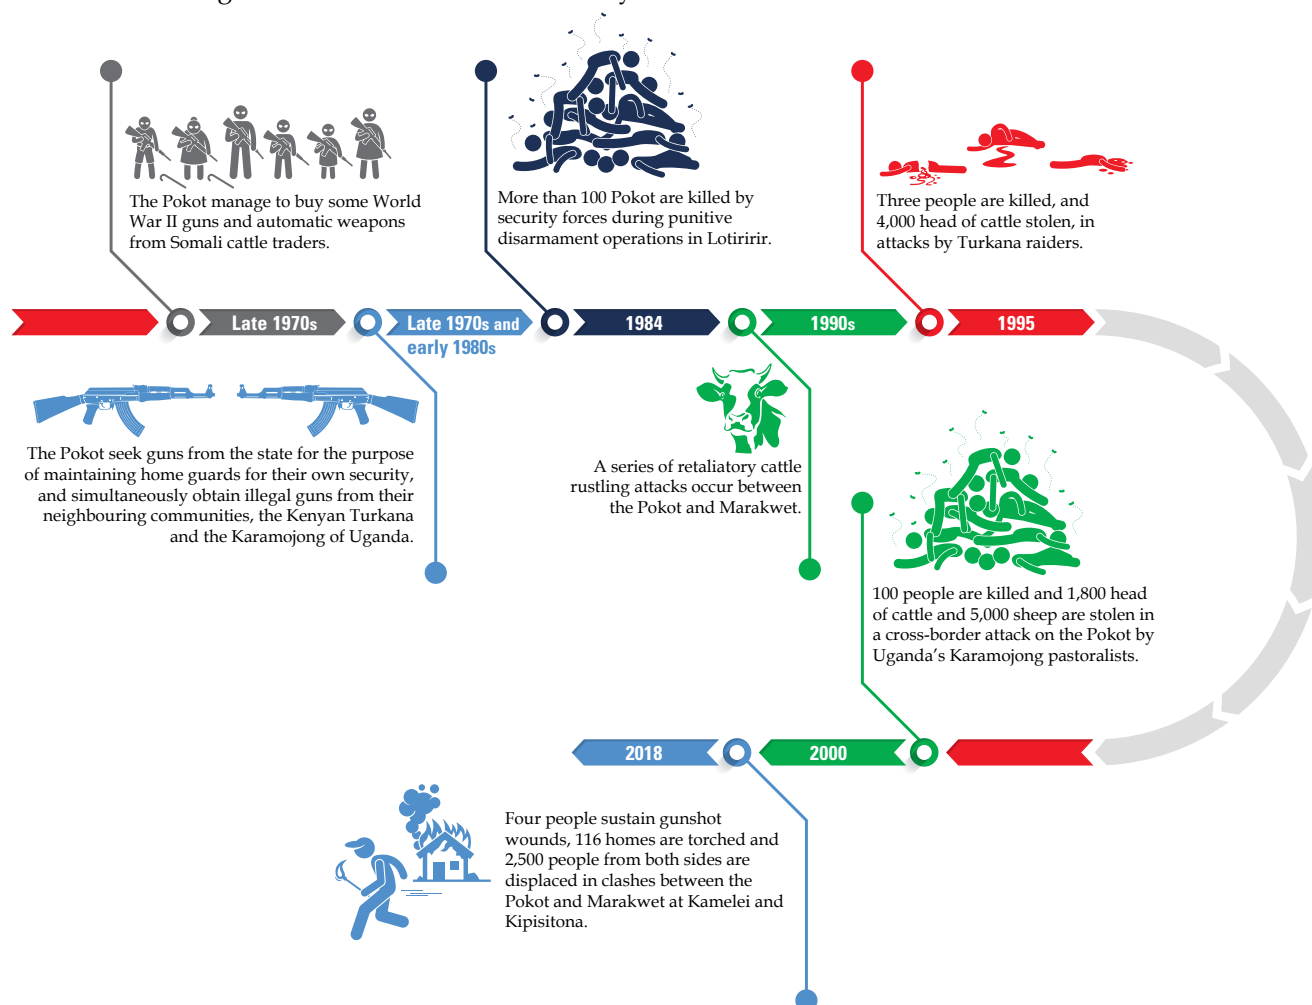 The Pokot manage to buy some World
War II guns and automatic weapons
from Somali cattle traders.
More than 100 Pokot are killed by
security forces during punitive
disarmament operations in Lotiririr.
Three people are killed, and
4,000 head of cattle stolen, in
attacks by Turkana raiders.
Late 1970s
Late 1970s and
early 1980s
1984
1990s
1995
The Pokot seek guns from the state for the purpose
of maintaining home guards for their own security,
and simultaneously obtain illegal guns from their
neighbouring communities, the Kenyan Turkana
and the Karamojong of Uganda.
A series of retaliatory cattle
rustling attacks occur between
the Pokot and Marakwet.
100 people are killed and 1,800 head
of cattle and 5,000 sheep are stolen in
a cross-border attack on the Pokot by
Uganda's Karamojong pastoralists.
2018
2000
Four people sustain gunshot
wounds, 116 homes are torched and
2,500 people from both sides are
displaced in clashes between the
Pokot and Marakwet at Kamelei and
Kipisitona.